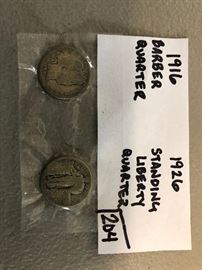 1916
BARBER
QUARTER
1926
STANDING
LIBERTY
QUARTER
204